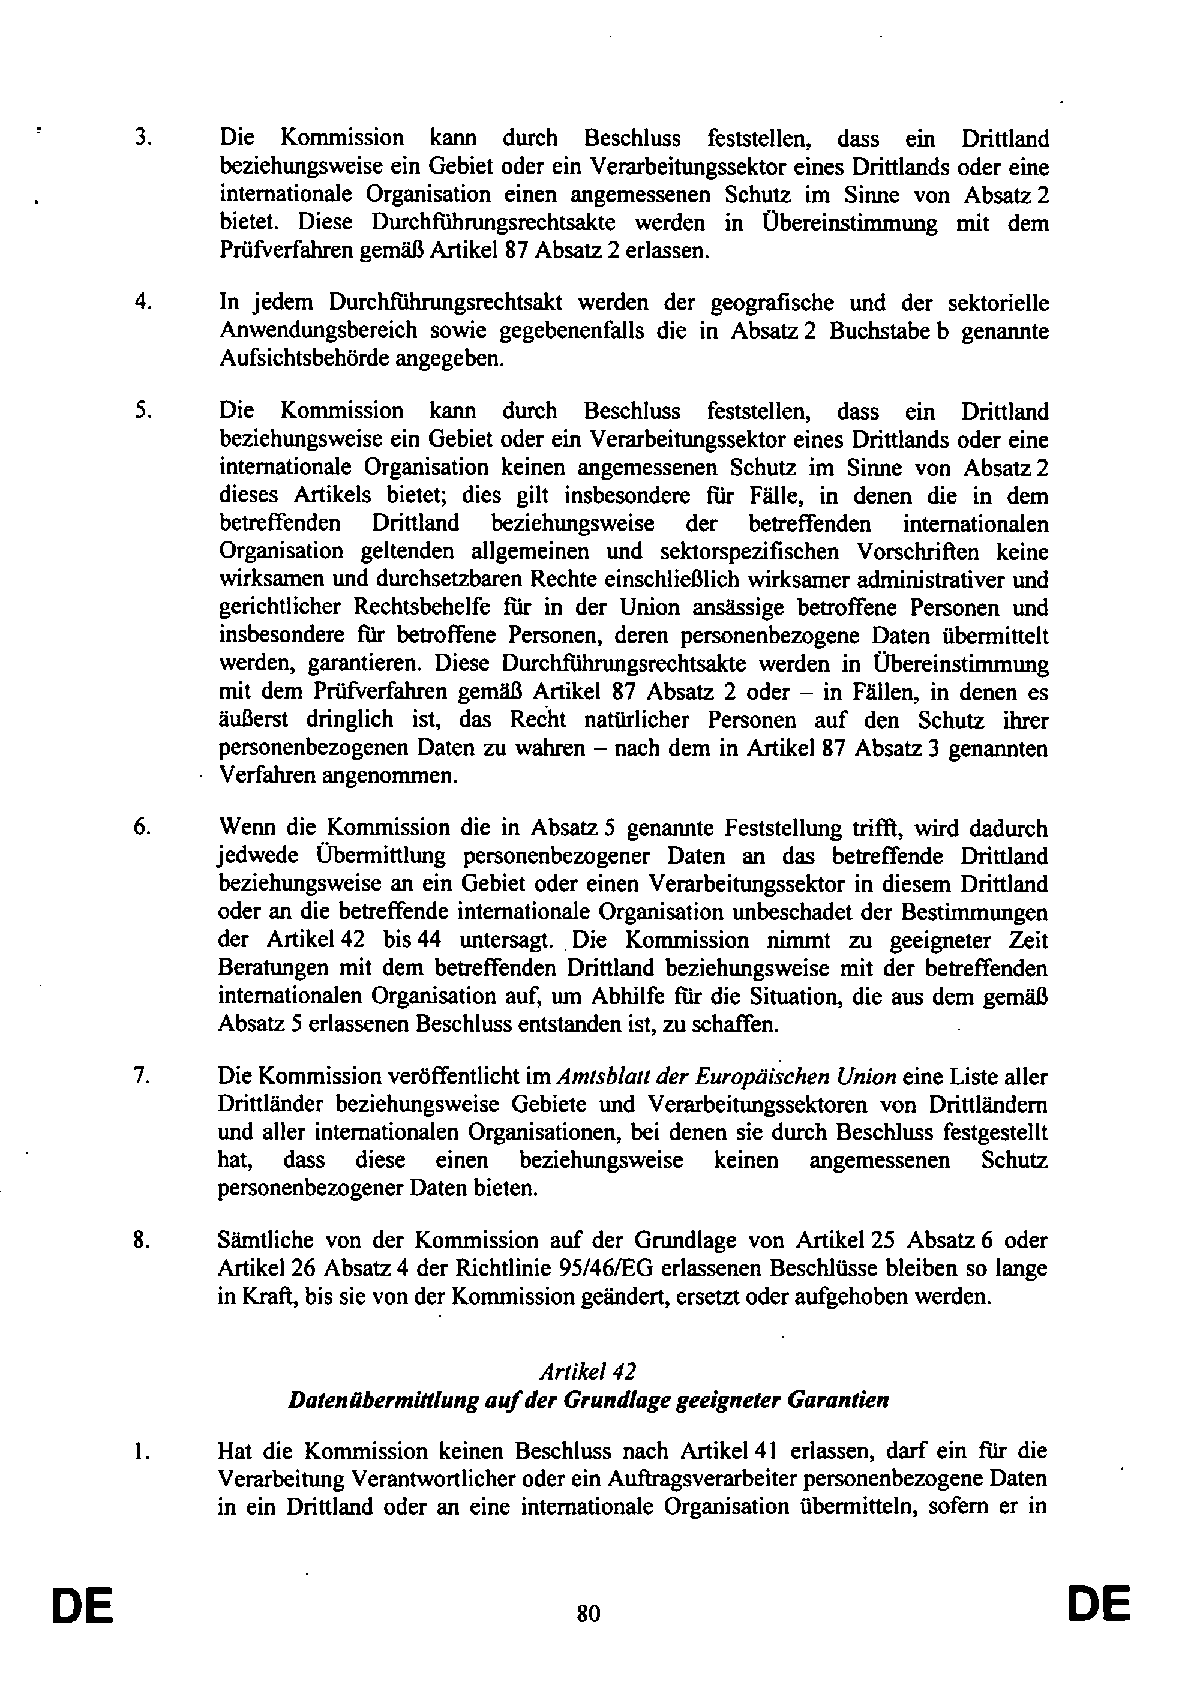 3. Die Kommission kann durch Beschluss feststellen, dass ein Drittland
beziehungsweise ein Gebiet oder ein Verarbeitungssektor eines Drittlands oder eine
internationale Organisation einen angemessenen Schutz im Sinne von Absatz 2
bietet. Diese Durchführungsrechtsakte werden in Übereinstimmung mit dem
Prüfverfahren gemäß Artikel 87 Absatz 2 erlassen.
4. In jedem Durchführungsrechtsakt werden der geografische und der sektorielle
Anwendungsbereich sowie gegebenenfalls die in Absatz 2 Buchstabe b genannte
Aufsichtsbehörde angegeben.
5. Die Kommission kann durch Beschluss feststellen, dass ein Drittland
beziehungsweise ein Gebiet oder ein Verarbeitungssektor eines Drittlands oder eine
internationale Organisation keinen angemessenen Schutz im Sinne von Absatz 2
dieses Artikels bietet; dies gilt insbesondere für Fälle, in denen die in dem
betreffenden Drittland beziehungsweise der betreffenden internationalen
Organisation geltenden allgemeinen und sektorspezifischen Vorschriften keine
wirksamen und durchsetzbaren Rechte einschließlich wirksamer administrativer und
gerichtlicher Rechtsbehelfe für in der Union ansässige betroffene Personen und
insbesondere für betroffene Personen, deren personenbezogene Daten übermittelt
werden, garantieren. Diese Durchführungsrechtsakte werden in Übereinstimmung
mit dem Prüfverfahren gemäß Artikel 87 Absatz 2 oder – in Fällen, in denen es
äußerst dringlich ist, das Recht natürlicher Personen auf den Schutz ihrer
personenbezogenen Daten zu wahren – nach dem in Artikel 87 Absatz 3 genannten
Verfahren angenommen.
6. Wenn die Kommission die in Absatz 5 genannte Feststellung trifft, wird dadurch
jedwede Übermittlung personenbezogener Daten an das betreffende Drittland
beziehungsweise an ein Gebiet oder einen Verarbeitungssektor in diesem Drittland
oder an die betreffende internationale Organisation unbeschadet der Bestimmungen
der Artikel 42 bis 44 untersagt. Die Kommission nimmt zu geeigneter Zeit
Beratungen mit dem betreffenden Drittland beziehungsweise mit der betreffenden
internationalen Organisation auf, um Abhilfe für die Situation, die aus dem gemäß
Absatz 5 erlassenen Beschluss entstanden ist, zu schaffen.
7. Die Kommission veröffentlicht im Amtsblatt der Europäischen Union eine Liste aller
Drittländer beziehungsweise Gebiete und Verarbeitungssektoren von Drittländern
und aller internationalen Organisationen, bei denen sie durch Beschluss festgestellt
hat, dass diese einen beziehungsweise keinen angemessenen Schutz
personenbezogener Daten bieten.
8. Sämtliche von der Kommission auf der Grundlage von Artikel 25 Absatz 6 oder
Artikel 26 Absatz 4 der Richtlinie 95/46/EG erlassenen Beschlüsse bleiben so lange
in Kraft, bis sie von der Kommission geändert, ersetzt oder aufgehoben werden.
Artikel 42
Datenübermittlung auf der Grundlage geeigneter Garantien
1. Hat die Kommission keinen Beschluss nach Artikel 41 erlassen, darf ein für die
Verarbeitung Verantwortlicher oder ein Auftragsverarbeiter personenbezogene Daten
in ein Drittland oder an eine internationale Organisation übermitteln, sofern er in
DE 80 DE